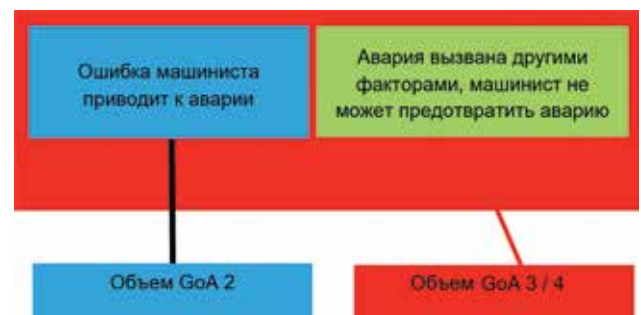 Ошибка машиниста
приводит к аварии
Авария вызвана другими
факторами, машинист не
может предотвратить аварию
Объем GoA 2
Объем GoA 3 / 4